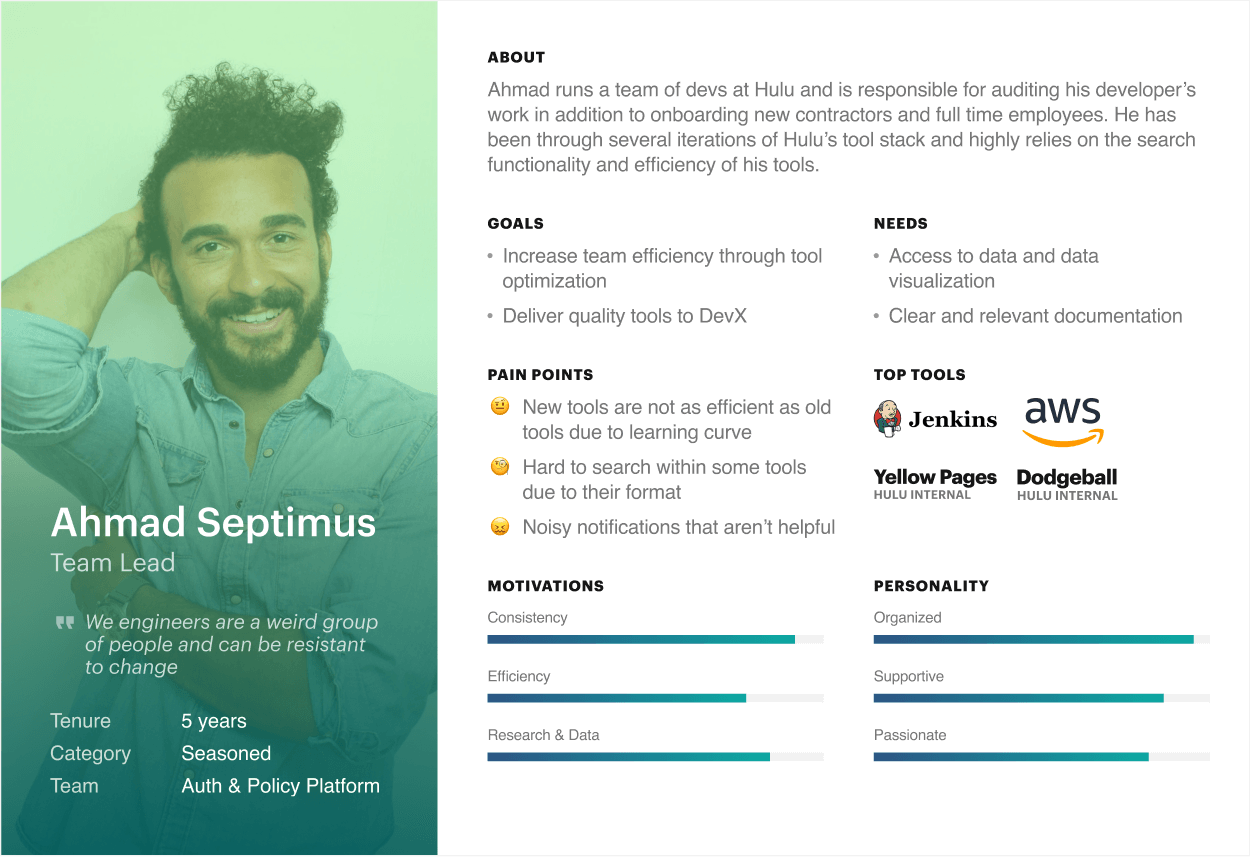 Ahmad Septimus
Team Lead
We engineers are a weird group
of people and can be resistant
to change
Tenure 5 years
Category Seasoned
Team Auth & Policy Platform
ABOUT
Ahmad runs a team of devs at Hulu and is responsible for auditing his developer’s
work in addition to onboarding new contractors and full time employees. He has
been through several iterations of Hulu’s tool stack and highly relies on the search
functionality and efficiency of his tools.
GOALS
• Increase team efficiency through tool
optimization
• Deliver quality tools to DevX
NEEDS
• Access to data and data
visualization
• Clear and relevant documentation
PAIN POINTS
New tools are not as efficient as old
tools due to learning curve
Hard to search within some tools
due to their format
Noisy notifications that aren’t helpful
TOP TOOLS
Jenkins
aws
Yellow Pages
HULU INTERNAL
Dodgeball
HULU INTERNAL
MOTIVATIONS
Consistency
Efficiency
Research & Data
PERSONALITY
Organized
Supportive
Passionate